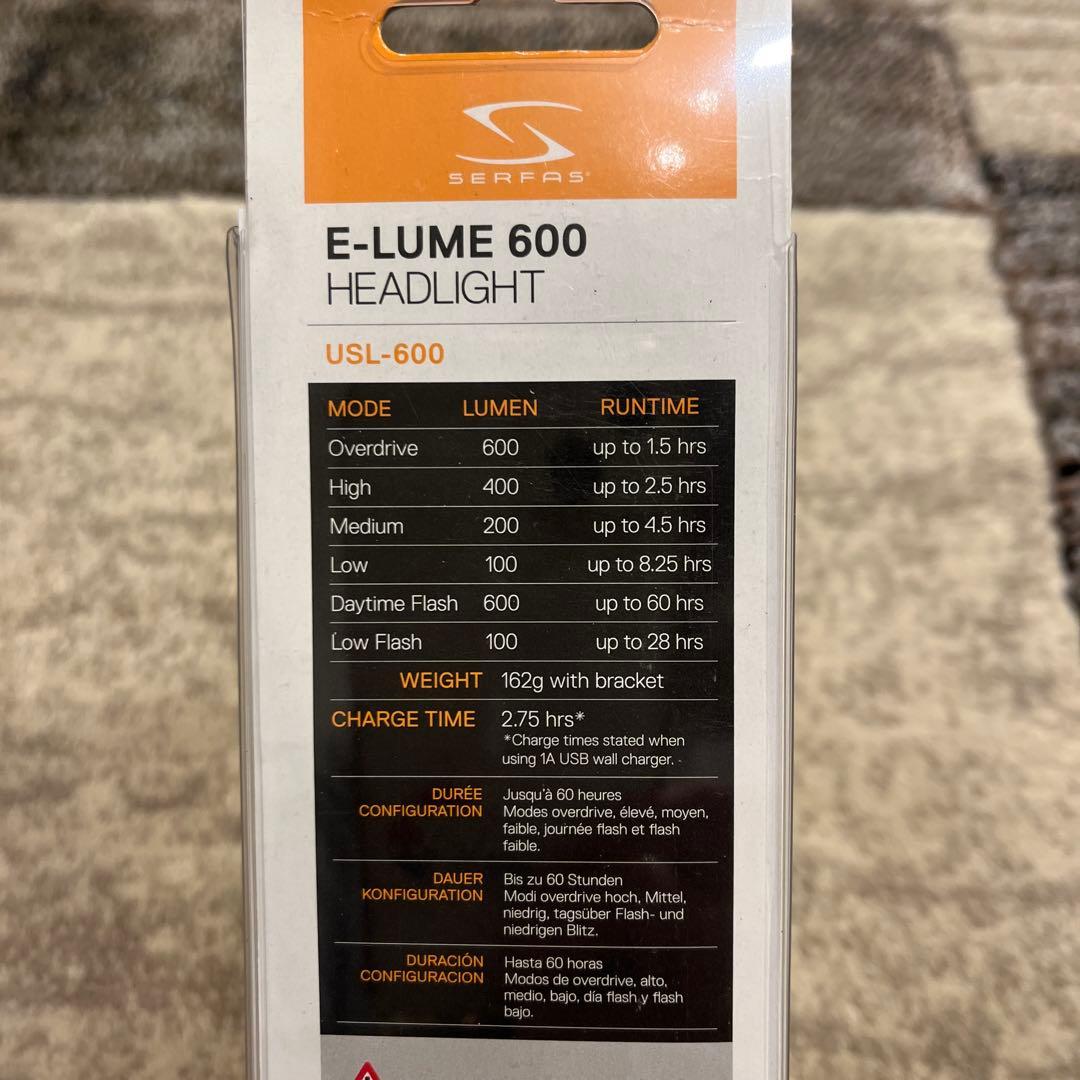 SERFAS®
E-LUME 600
HEADLIGHT
USL-600
MODE LUMEN RUNTIME
Overdrive 600 up to 1.5 hrs
High 400 up to 2.5 hrs
Medium 200 up to 4.5 hrs
Low 100 up to 8.25 hrs
Daytime Flash 600 up to 60 hrs
Low Flash 100 up to 28 hrs
WEIGHT 162g with bracket
CHARGE TIME 2.75 hrs*
*Charge times stated when
using 1A USB wall charger.
DURÉE Jusqu'à 60 heures
CONFIGURATION Modes overdrive, élevé, moyen,
faible, journée flash et flash
faible.
DAUER Bis zu 60 Stunden
KONFIGURATION Modi overdrive hoch, Mittel,
niedrig, tagsüber Flash- und
niedrigen Blitz.
DURACIÓN Hasta 60 horas
CONFIGURACION Modos de overdrive, alto,
medio, bajo, día flash y flash
bajo.